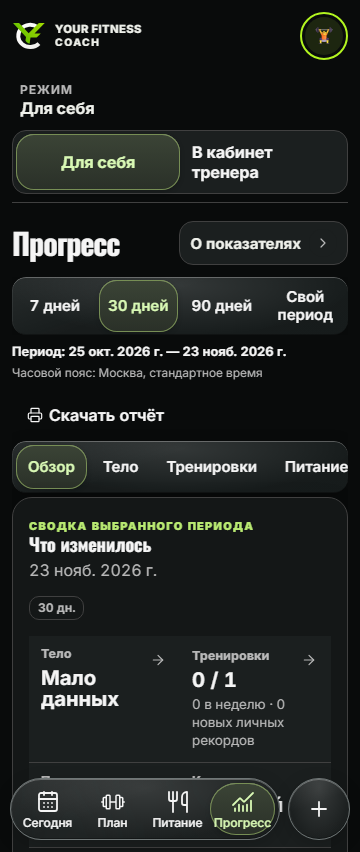 YOUR FITNESS
COACH
РЕЖИМ
Для себя
Для себя
В кабинет
тренера
Прогресс
О показателях
7 дней
30 дней
90 дней
Свой
период
Период: 25 окт. 2026 г. — 23 нояб. 2026 г.
Часовой пояс: Москва, стандартное время
Скачать отчёт
Обзор
Тело
Тренировки
Питание
СВОДКА ВЫБРАННОГО ПЕРИОДА
Что изменилось
23 нояб. 2026 г.
30 дн.
Тело
Мало
данных
Тренировки
0 / 1
0 в неделю · 0
новых личных
рекордов
Сегодня
План
Питание
Прогресс